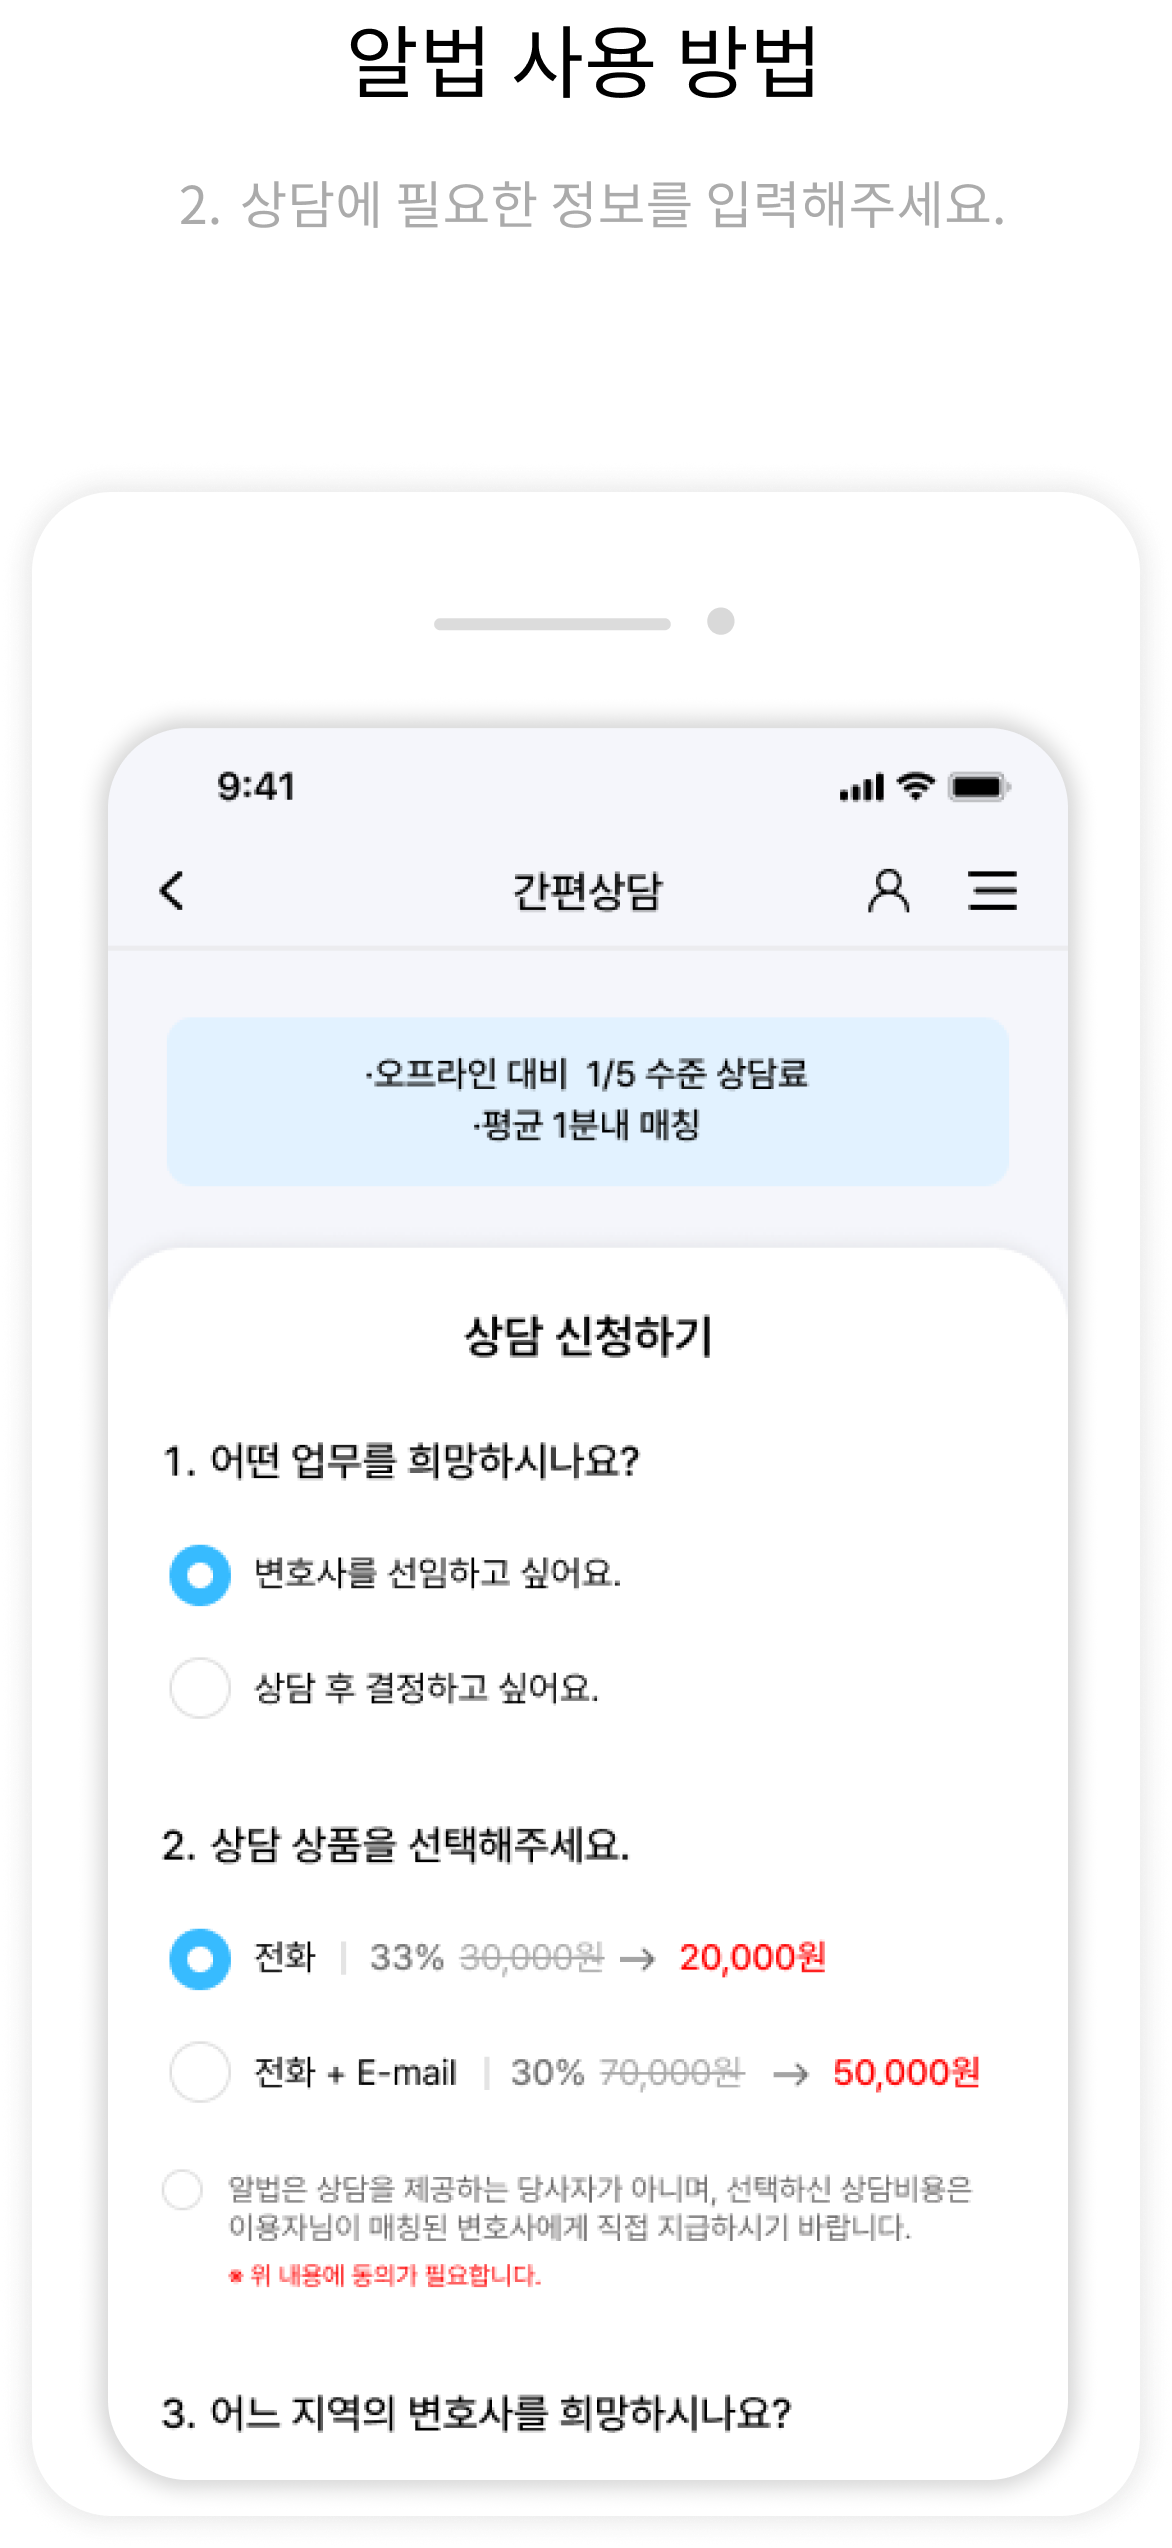 알법 사용 방법
2. 상담에 필요한 정보를 입력해주세요.
9:41
간편상담
·오프라인 대비 1/5 수준 상담료
·평균 1분내 매칭
상담 신청하기
1. 어떤 업무를 희망하시나요?
변호사를 선임하고 싶어요.
상담 후 결정하고 싶어요.
2. 상담 상품을 선택해주세요.
전화 | 33% 30,000원 → 20,000원
전화 + E-mail | 30% 70,000원 → 50,000원
알법은 상담을 제공하는 당사자가 아니며, 선택하신 상담비용은
이용자님이 매칭된 변호사에게 직접 지급하시기 바랍니다.
※ 위 내용에 동의가 필요합니다.
3. 어느 지역의 변호사를 희망하시나요?